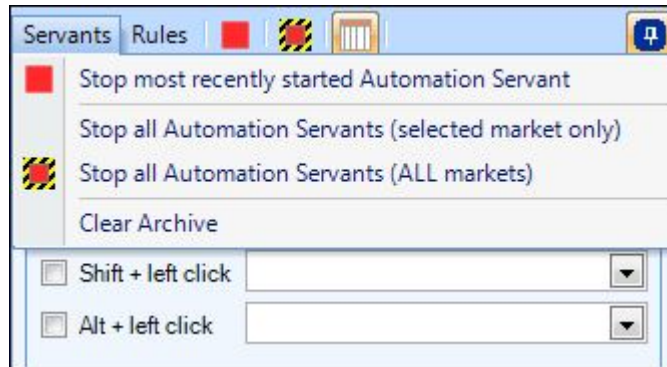 Servants Rules
Stop most recently started Automation Servant
Stop all Automation Servants (selected market only)
Stop all Automation Servants (ALL markets)
Clear Archive
Shift + left click
Alt + left click